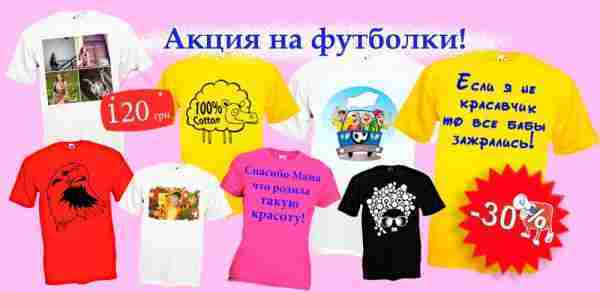 Акция на футболки!
120 грн
100%
Cotton
Если я не
красавчик
то все бабы
зажрались!
Спасибо Мама
что родила
такую
красоту!
-30%